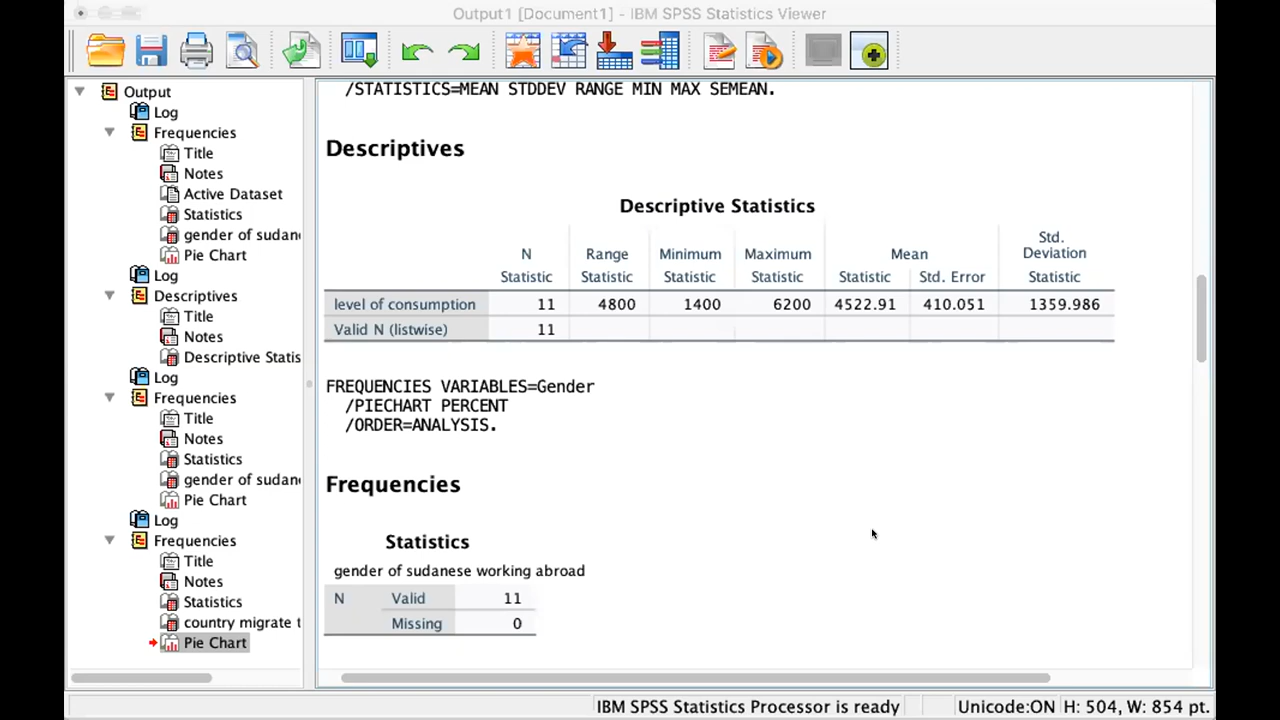 Output1 [Document1] - IBM SPSS Statistics Viewer
Output
Log
Frequencies
Title
Notes
Active Dataset
Statistics
gender of sudan
Pie Chart
Log
Descriptives
Title
Notes
Descriptive Statis
Log
Frequencies
Title
Notes
Statistics
gender of sudan
Pie Chart
Log
Frequencies
Title
Notes
Statistics
country migrate t
Pie Chart
/STATISTICS=MEAN STDDEV RANGE MIN MAX SEMEAN.
Descriptives
Descriptive Statistics
N Range Minimum Maximum Mean Std. Deviation
Statistic Statistic Statistic Statistic Statistic Std. Error Statistic
level of consumption 11 4800 1400 6200 4522.91 410.051 1359.986
Valid N (listwise) 11
FREQUENCIES VARIABLES=Gender
/PIECHART PERCENT
/ORDER=ANALYSIS.
Frequencies
Statistics
gender of sudanese working abroad
N Valid 11
Missing 0
IBM SPSS Statistics Processor is ready Unicode:ON H: 504, W: 854 pt.